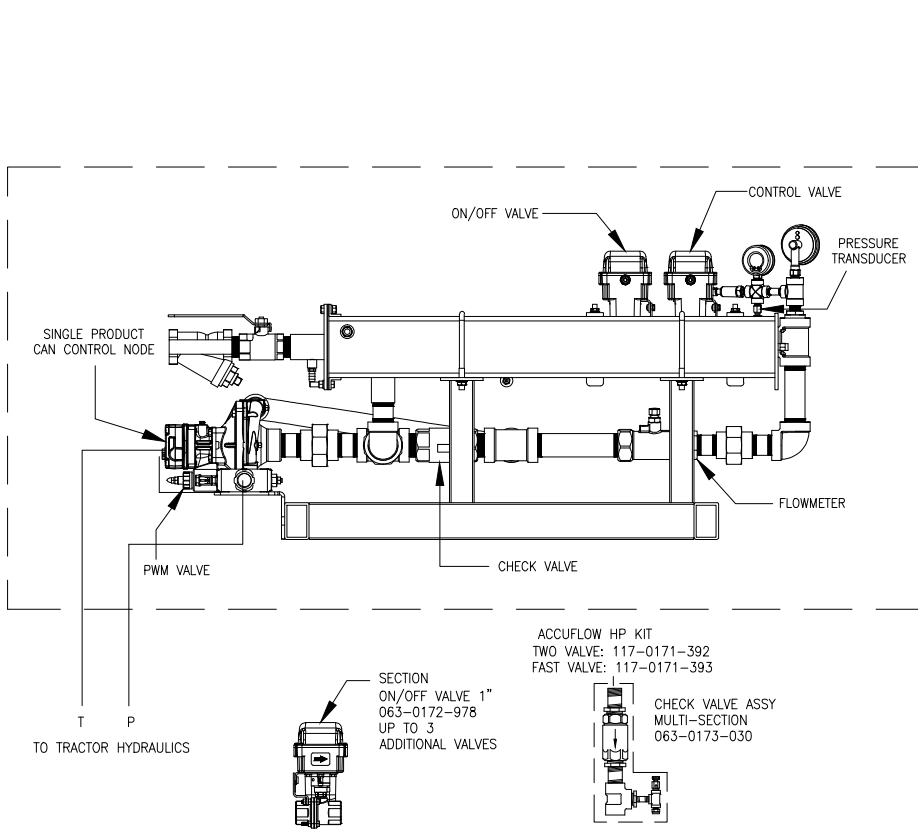 CONTROL VALVE
ON/OFF VALVE
PRESSURE
TRANSDUCER
SINGLE PRODUCT
CAN CONTROL NODE
FLOWMETER
PWM VALVE
CHECK VALVE
ACCUFLOW HP KIT
TWO VALVE: 117-0171-392
FAST VALVE: 117-0171-393
SECTION
ON/OFF VALVE 1"
063-0172-978
UP TO 3
ADDITIONAL VALVES
CHECK VALVE ASSY
MULTI-SECTION
063-0173-030
T P
TO TRACTOR HYDRAULICS